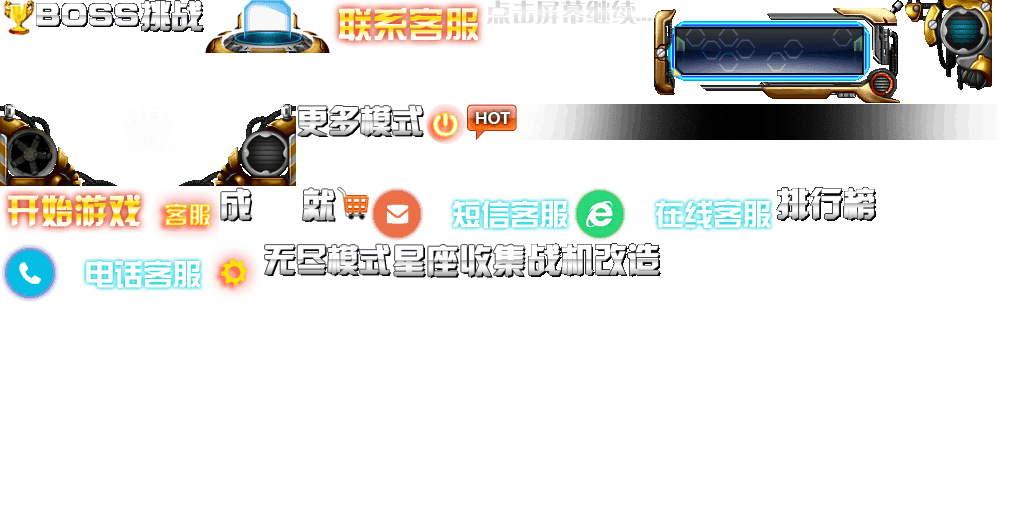 BOSS挑战
联系客服
点击屏幕继续...
更多模式
HOT
开始游戏
客服
成就
短信客服
在线客服
排行榜
电话客服
无尽模式
星座收集
战机改造